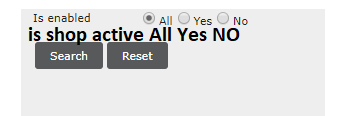 Is enabled All Yes No
is shop active All Yes NO
Search Reset